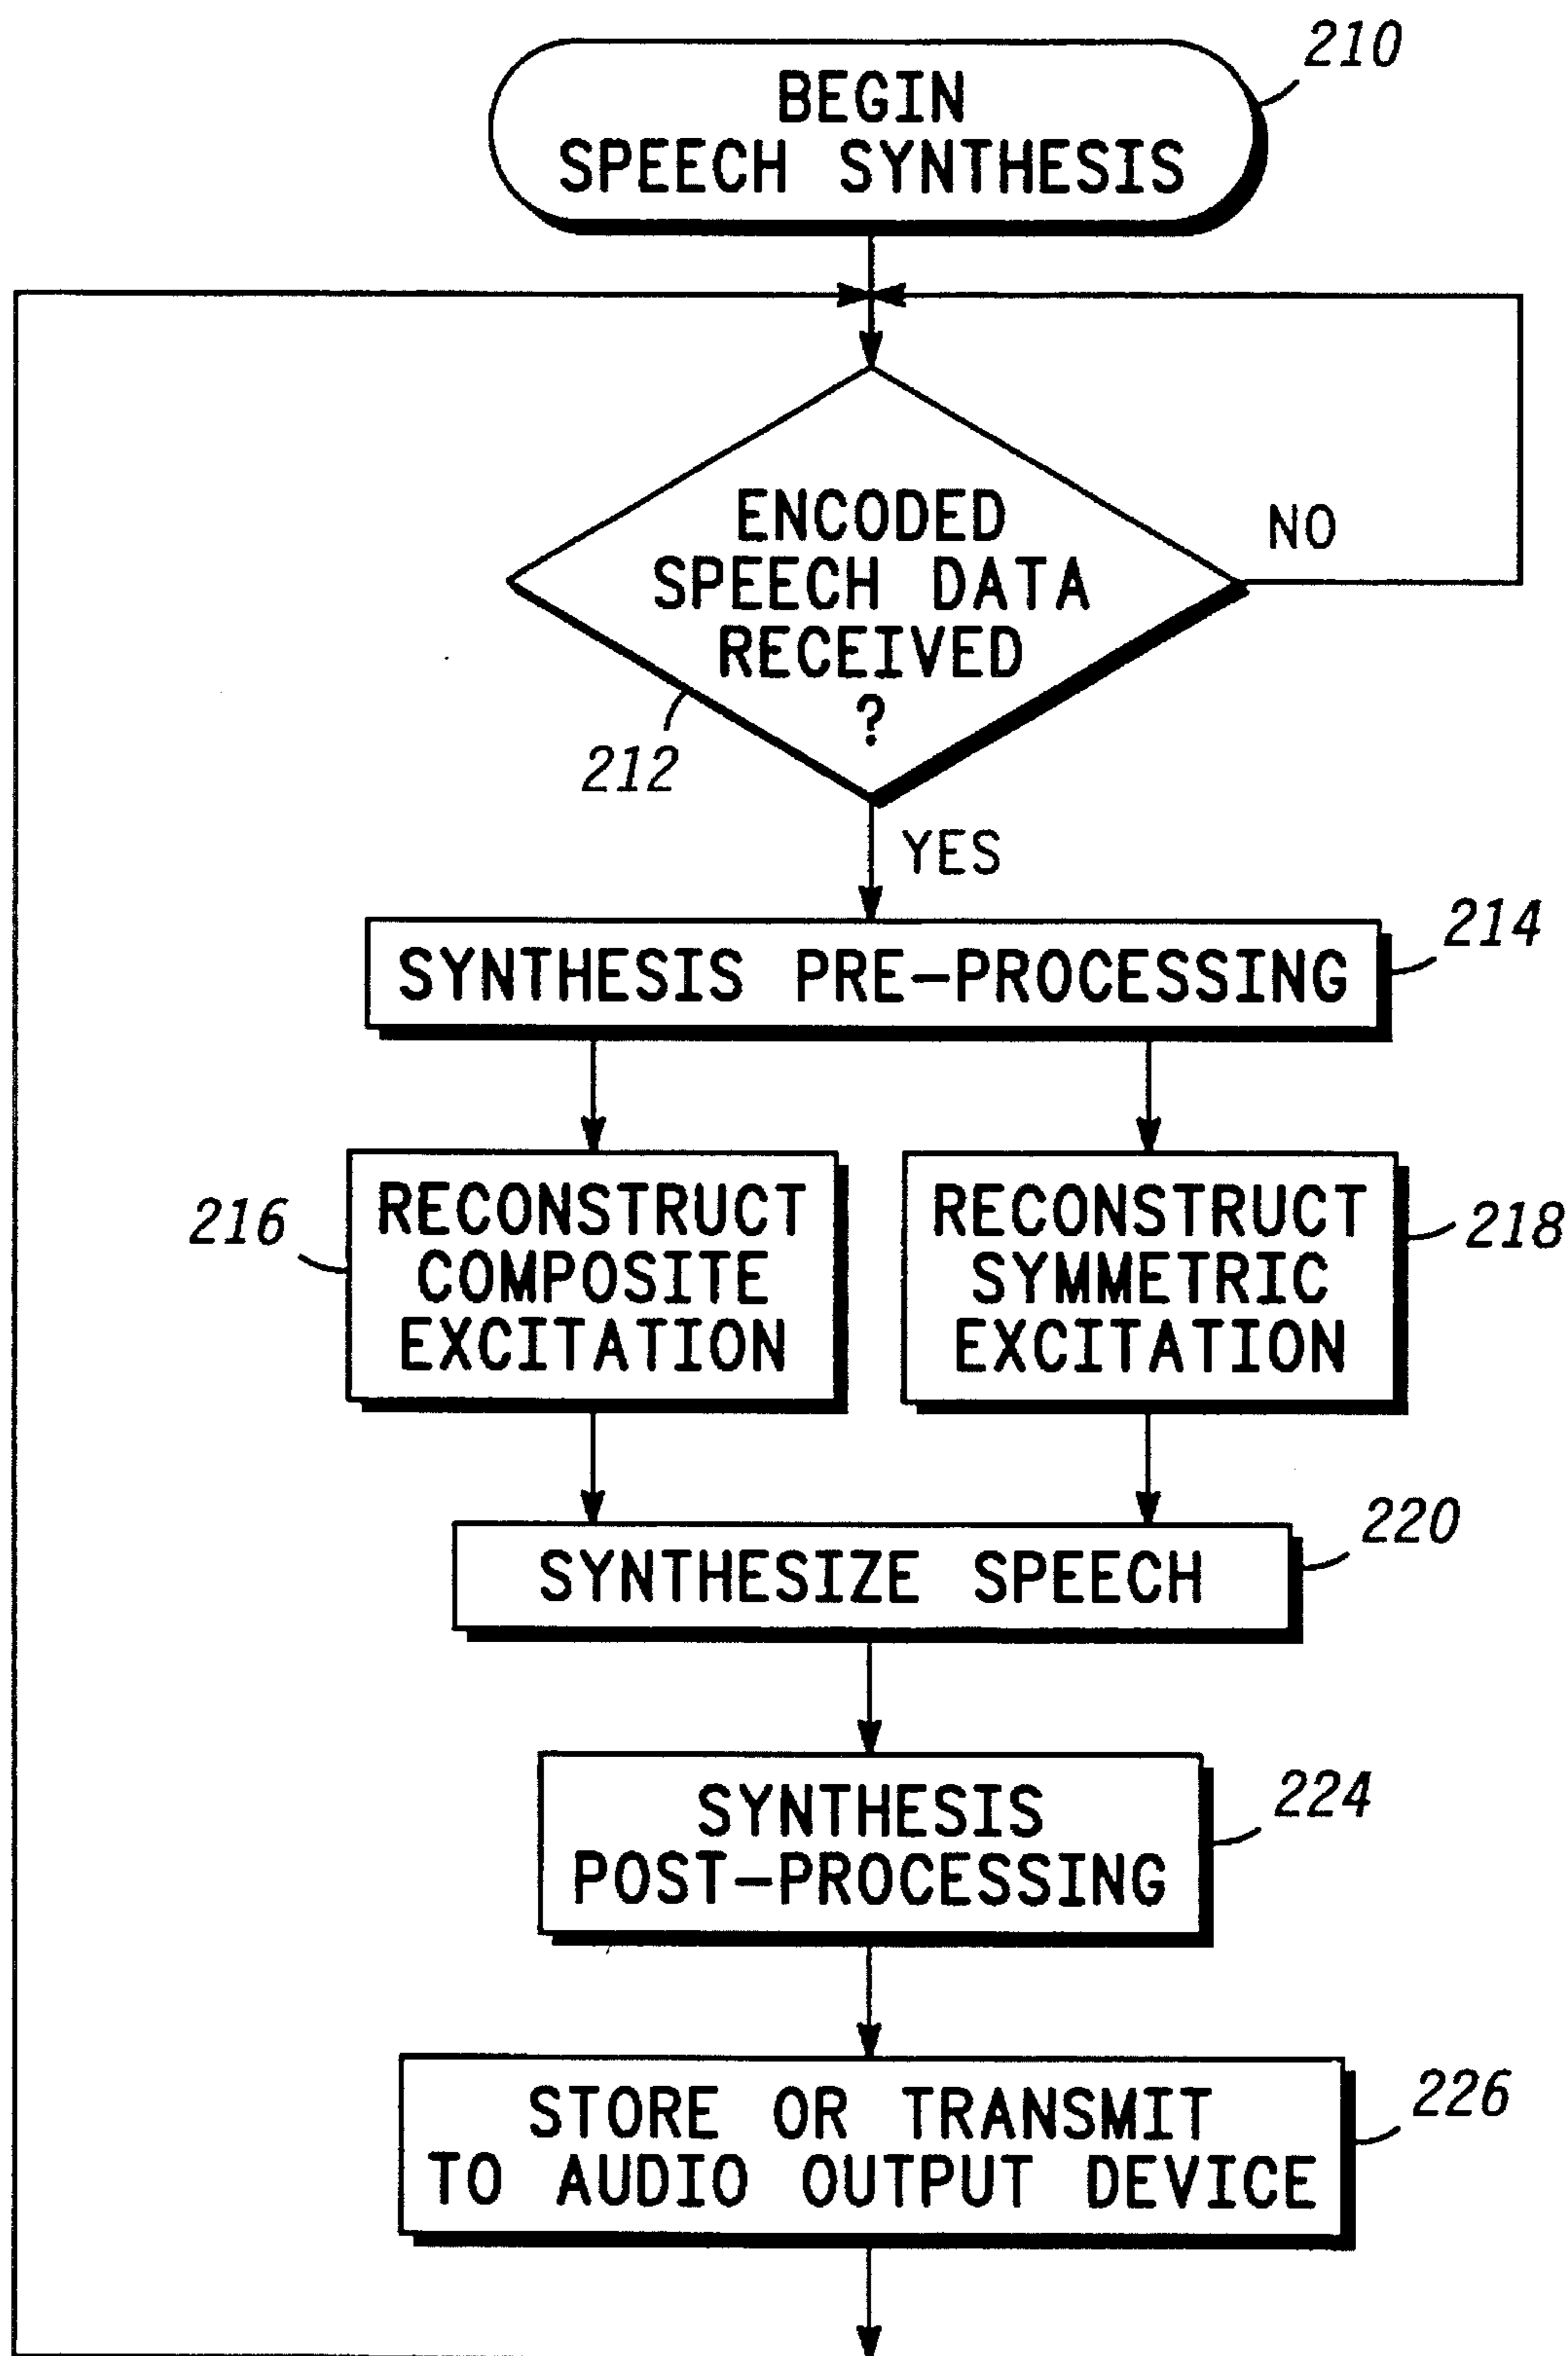 210
BEGIN
SPEECH SYNTHESIS
ENCODED
SPEECH DATA
RECEIVED
?
NO
212
YES
214
SYNTHESIS PRE-PROCESSING
216
RECONSTRUCT
COMPOSITE
EXCITATION
RECONSTRUCT
SYMMETRIC
EXCITATION
218
220
SYNTHESIZE SPEECH
224
SYNTHESIS
POST-PROCESSING
226
STORE OR TRANSMIT
TO AUDIO OUTPUT DEVICE